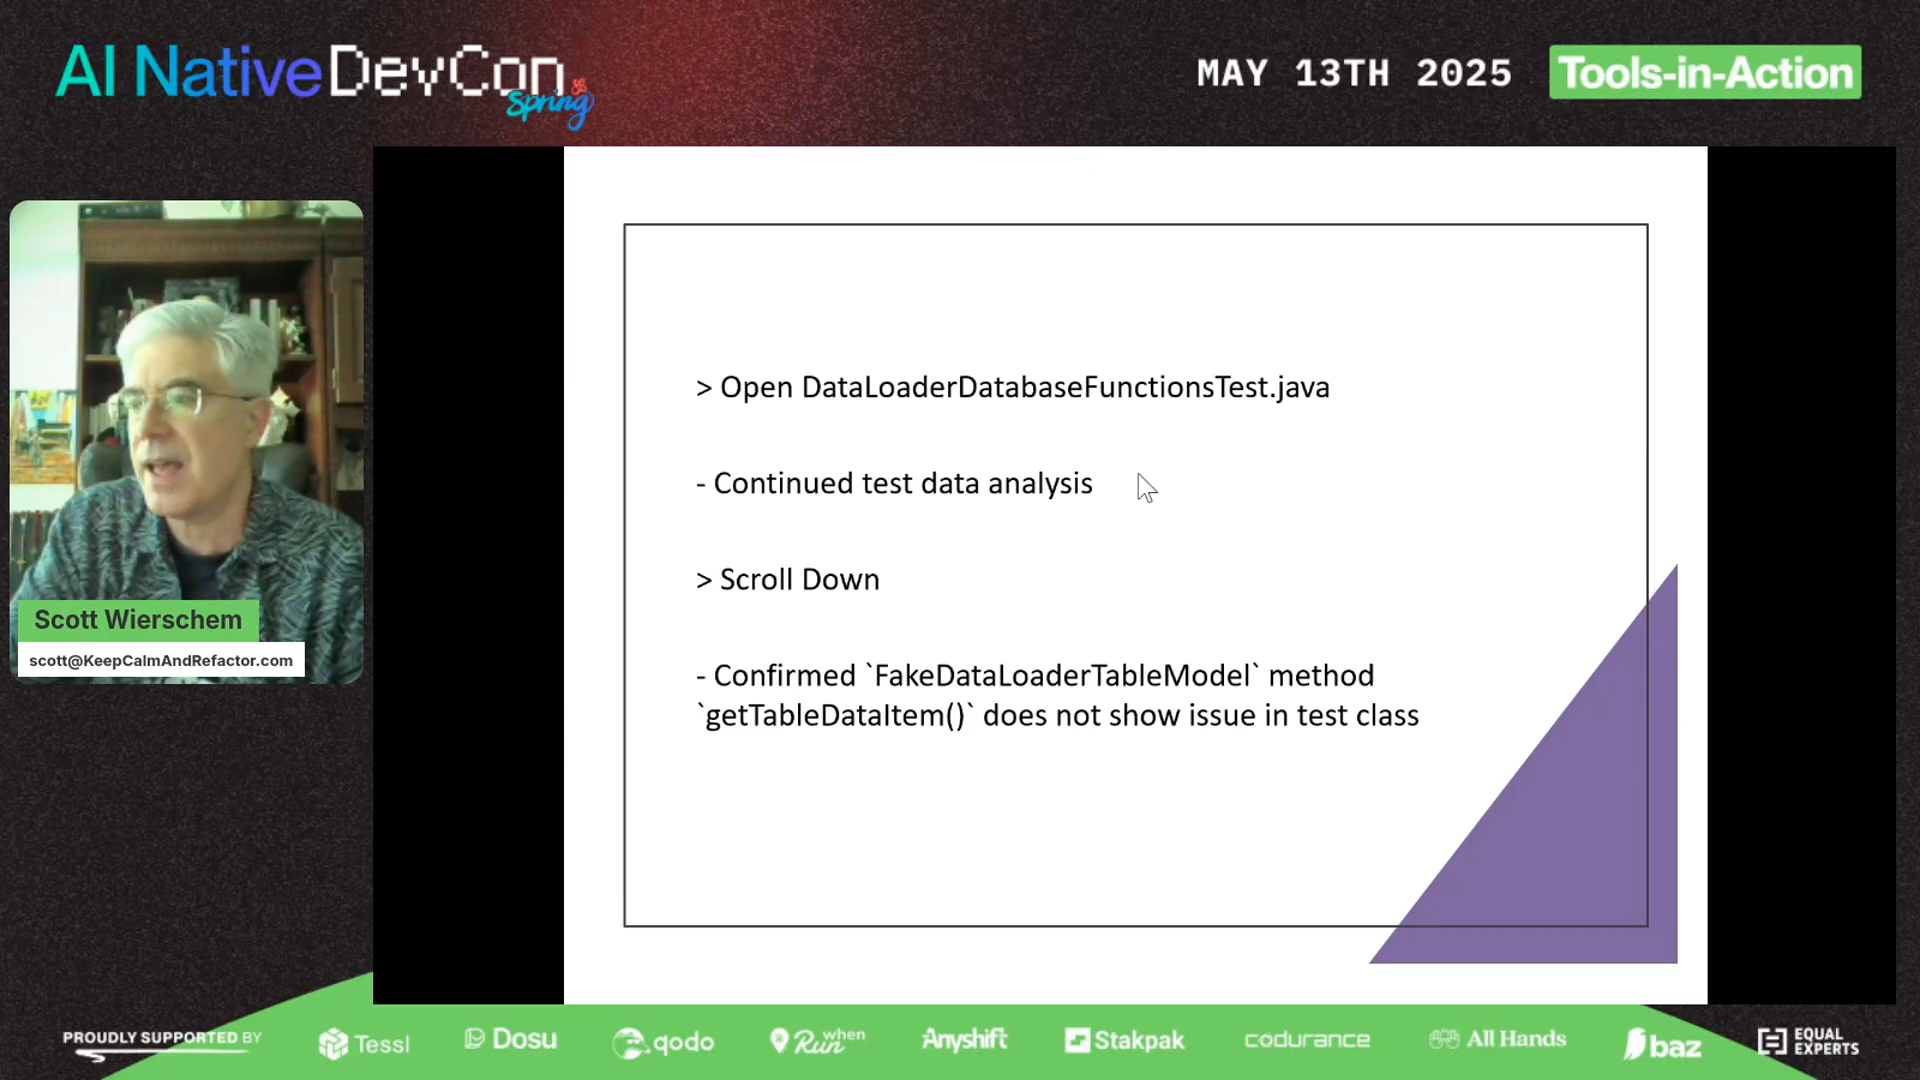 AI Native DevCon
Spring
MAY 13TH 2025
Tools-in-Action
> Open DataLoaderDatabaseFunctionsTest.java
- Continued test data analysis
> Scroll Down
- Confirmed `FakeDataLoaderTableModel` method
`getTableDataItem()` does not show issue in test class
Scott Wierschem
scott@KeepCalmAndRefactor.com
PROUDLY SUPPORTED BY
Tessl
Dosu
qodo
Run when
Anyshift
Stakpak
codurance
All Hands
baz
EQUAL
EXPERTS